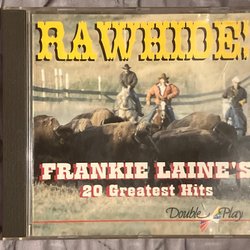 RAWHIDE!
FRANKIE LAINE'S
20 Greatest Hits
Double Play